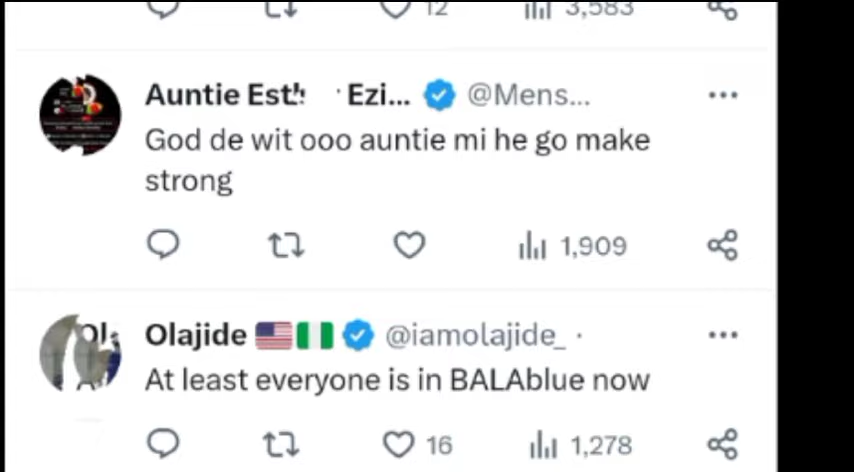 12 3,583
Auntie Ezi... @Mens... ...
God de wit ooo auntie mi he go make
strong
1,909
Olajide @iamolajide_ · ...
At least everyone is in BALAblue now
16 1,278